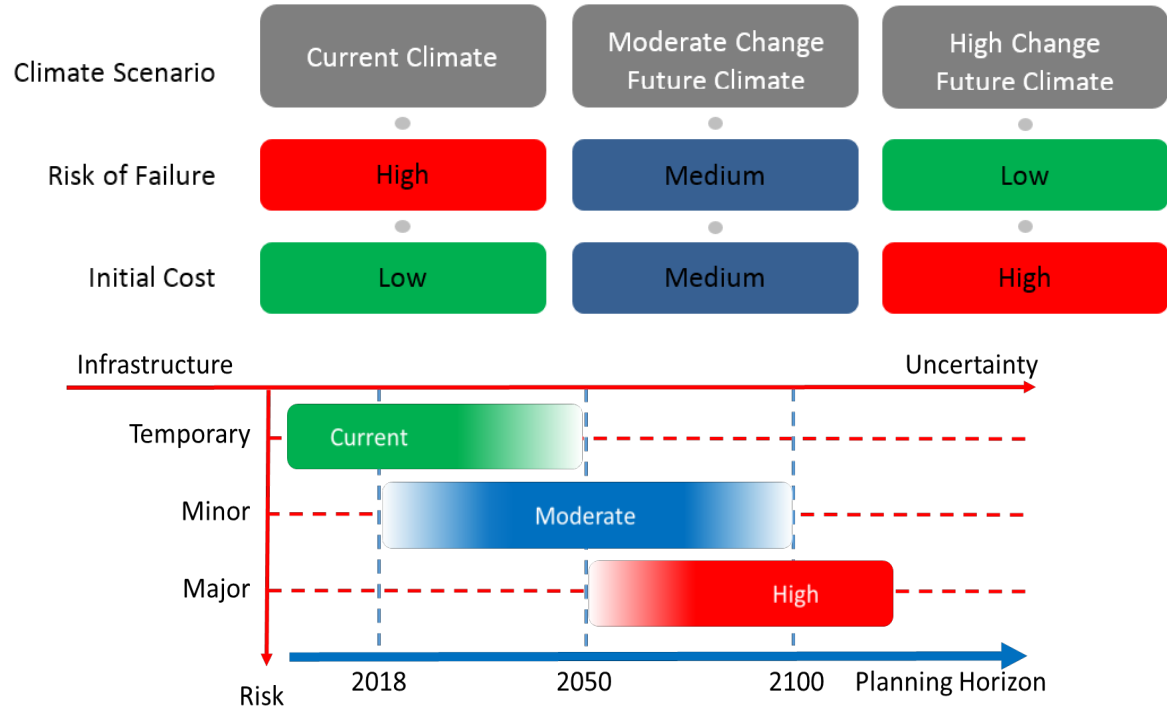 Climate Scenario
Current Climate
Moderate Change
Future Climate
High Change
Future Climate
Risk of Failure
High
Medium
Low
Initial Cost
Low
Medium
High
Infrastructure
Uncertainty
Temporary
Current
Minor
Moderate
Major
High
Risk
2018
2050
2100
Planning Horizon